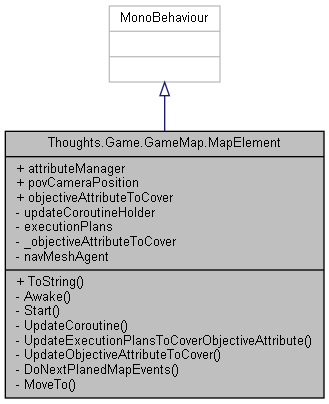 MonoBehaviour
Thoughts.Game.GameMap.MapElement
+ attributeManager
+ povCameraPosition
+ objectiveAttributeToCover
- updateCoroutineHolder
- executionPlans
- _objectiveAttributeToCover
- navMeshAgent
+ ToString()
- Awake()
- Start()
- UpdateCoroutine()
- UpdateExecutionPlansToCoverObjectiveAttribute()
- UpdateObjectiveAttributeToCover()
- DoNextPlanedMapEvents()
- MoveTo()